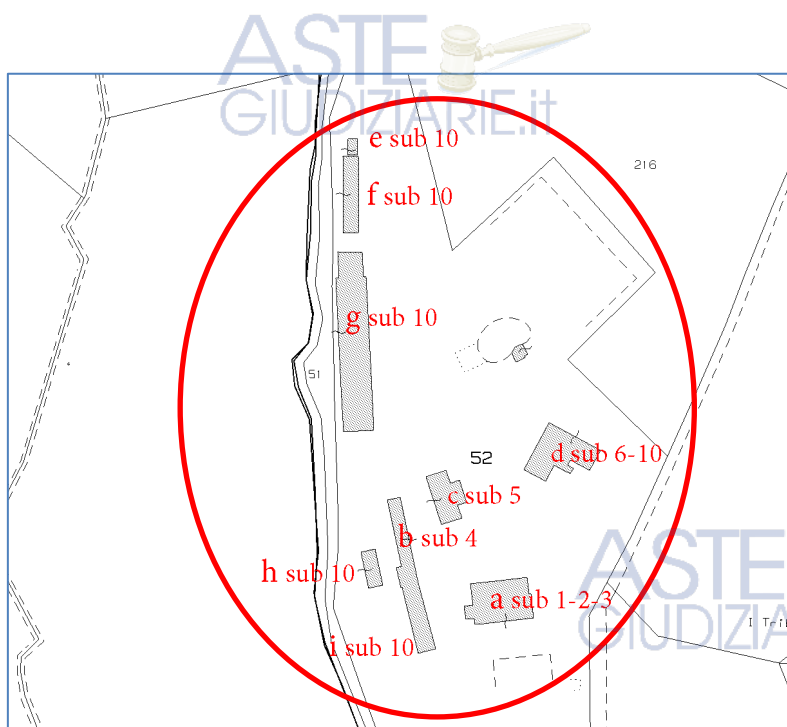 ASTE
GIUDIZIARIE.it
e sub 10
216
f sub 10
g sub 10
51
52
d sub 6-10
c sub 5
b sub 4
h sub 10
ASTE
a sub 1-2-3
GIUDIZIA
i sub 10